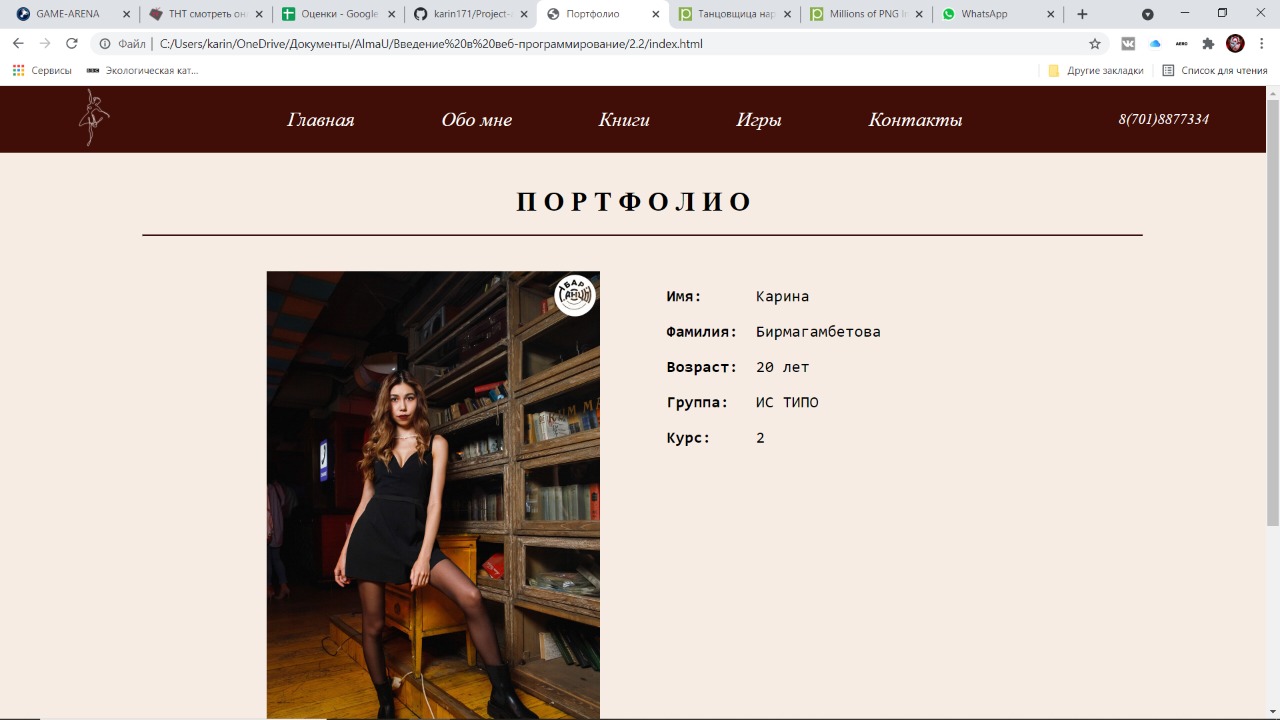 GAME-ARENA
ТНТ смотреть он
Оценки - Google
karin171/Project-
Портфолио
Танцовщица нар
Millions of PNG I
WhatsApp
Файл | C:/Users/karin/OneDrive/Документы/AlmaU/Введение%20в%20веб-программирование/2.2/index.html
Сервисы
Экологическая кат...
Другие закладки
Список для чтения
Главная
Обо мне
Книги
Игры
Контакты
8(701)8877334
ПОРТФОЛИО
БАР
Имя: Карина
Фамилия: Бирмагамбетова
Возраст: 20 лет
Группа: ИС ТИПО
Курс: 2